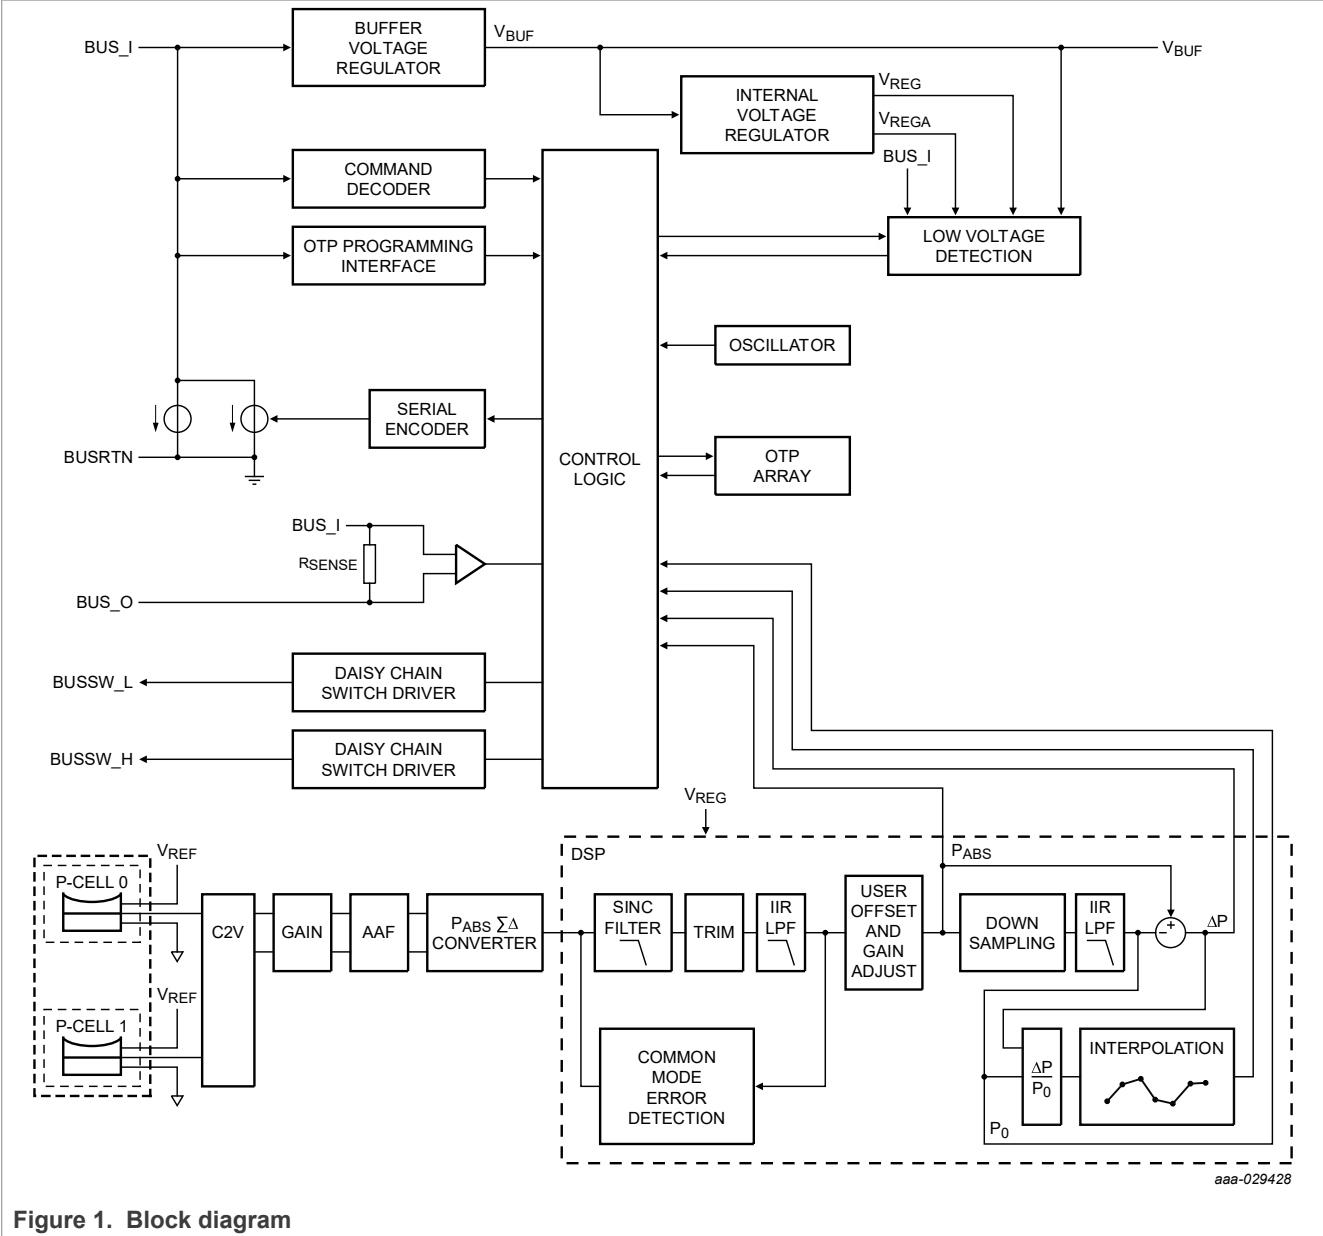 BUS_I
BUFFER
VOLTAGE
REGULATOR
VBUF
VBUF
INTERNAL
VOLTAGE
REGULATOR
VREG
VREGA
BUS_I
COMMAND
DECODER
OTP PROGRAMMING
INTERFACE
LOW VOLTAGE
DETECTION
OSCILLATOR
SERIAL
ENCODER
BUSRTN
CONTROL
LOGIC
OTP
ARRAY
BUS_I
RSENSE
BUS_O
BUSSW_L
DAISY CHAIN
SWITCH DRIVER
BUSSW_H
DAISY CHAIN
SWITCH DRIVER
VREG
DSP
PABS
P-CELL 0
VREF
C2V
GAIN
AAF
PABS ∑Δ
CONVERTER
SINC
FILTER
TRIM
IIR
LPF
USER
OFFSET
AND
GAIN
ADJUST
DOWN
SAMPLING
IIR
LPF
− +
ΔP
P-CELL 1
VREF
COMMON
MODE
ERROR
DETECTION
ΔP
P0
INTERPOLATION
P0
aaa-029428
Figure 1. Block diagram